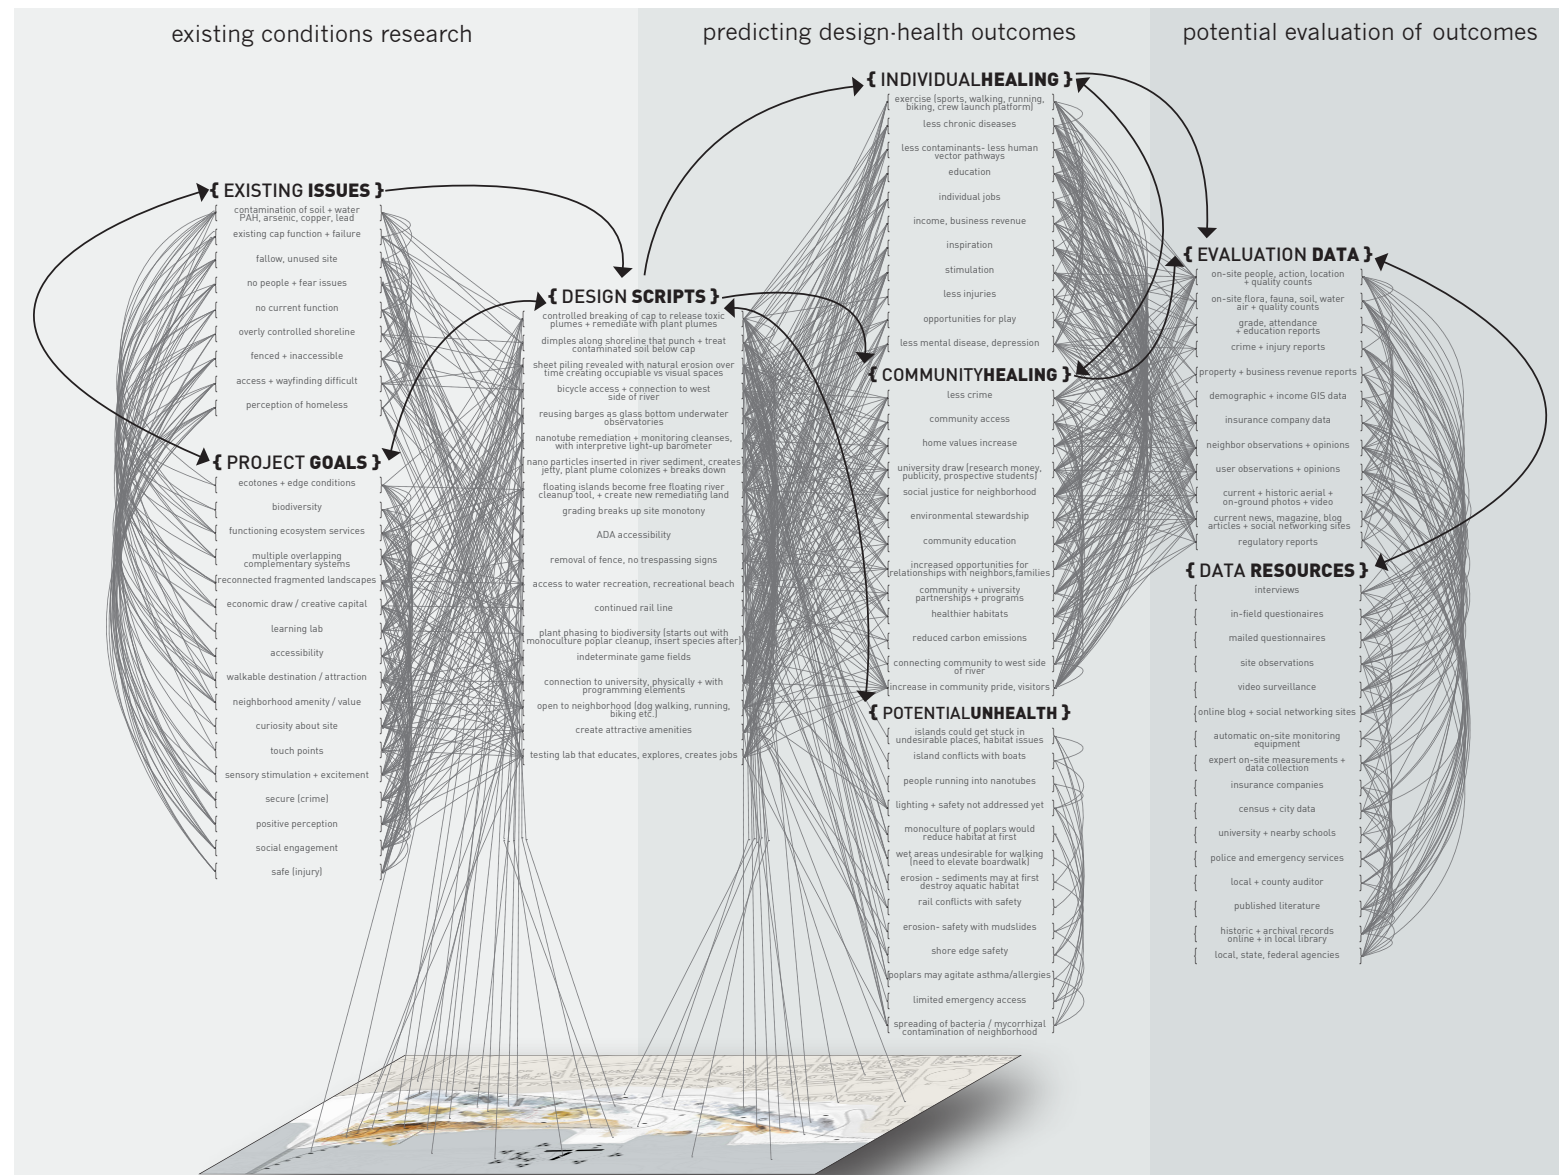 existing conditions research
predicting design-health outcomes
potential evaluation of outcomes
{ EXISTING ISSUES }
contamination of soil + water
PAH, arsenic, copper, lead
existing cap function + failure
fallow, unused site
no people + fear issues
no current function
overly controlled shoreline
fenced + inaccessible
access + wayfinding difficult
perception of homeless
{ PROJECT GOALS }
ecotones + edge conditions
biodiversity
functioning ecosystem services
multiple overlapping
complementary systems
reconnected fragmented landscapes
economic draw / creative capital
learning lab
accessibility
walkable destination / attraction
neighborhood amenity / value
curiosity about site
touch points
sensory stimulation + excitement
secure (crime)
positive perception
social engagement
safe (injury)
{ DESIGN SCRIPTS }
controlled breaking of cap to release toxic
plumes + remediate with plant plumes
dimples along shoreline that punch + treat
contaminated soil below cap
sheet piling revealed with natural erosion over
time creating occupiable vs visual spaces
bicycle access + connection to west
side of river
reusing barges as glass bottom underwater
observatories
nanotube remediation + monitoring cleanses,
with interpretive light-up barometer
nano particles inserted in river sediment, creates
jetty, plant plume colonizes + breaks down
floating islands become free floating river
cleanup tool, + create new remediating land
grading breaks up site monotony
ADA accessibility
removal of fence, no trespassing signs
access to water recreation, recreational beach
continued rail line
plant phasing to biodiversity (starts out with
monoculture poplar cleanup, insert species after)
indeterminate game fields
connection to university, physically + with
programming elements
open to neighborhood (dog walking, running,
biking etc.)
create attractive amenities
testing lab that educates, explores, creates jobs
{ INDIVIDUALHEALING }
exercise (sports, walking, running,
biking, crew launch platform)
less chronic diseases
less contaminants- less human
vector pathways
education
individual jobs
income, business revenue
inspiration
stimulation
less injuries
opportunities for play
less mental disease, depression
{ COMMUNITYHEALING }
less crime
community access
home values increase
university draw (research money,
publicity, prospective students)
social justice for neighborhood
environmental stewardship
community education
increased opportunities for
relationships with neighbors,families
community + university
partnerships + programs
healthier habitats
reduced carbon emissions
connecting community to west side
of river
increase in community pride, visitors
{ POTENTIALUNHEALTH }
islands could get stuck in
undesirable places, habitat issues
island conflicts with boats
people running into nanotubes
lighting + safety not addressed yet
monoculture of poplars would
reduce habitat at first
wet areas undesirable for walking
(need to elevate boardwalk)
erosion - sediments may at first
destroy aquatic habitat
rail conflicts with safety
erosion- safety with mudslides
shore edge safety
poplars may agitate asthma/allergies
limited emergency access
spreading of bacteria / mycorrhizal
contamination of neighborhood
{ EVALUATION DATA }
on-site people, action, location
+ quality counts
on-site flora, fauna, soil, water
air + quality counts
grade, attendance
+ education reports
crime + injury reports
property + business revenue reports
demographic + income GIS data
insurance company data
neighbor observations + opinions
user observations + opinions
current + historic aerial +
on-ground photos + video
current news, magazine, blog
articles + social networking sites
regulatory reports
{ DATA RESOURCES }
interviews
in-field questionaires
mailed questionnaires
site observations
video surveillance
online blog + social networking sites
automatic on-site monitoring
equipment
expert on-site measurements +
data collection
insurance companies
census + city data
university + nearby schools
police and emergency services
local + county auditor
published literature
historic + archival records
online + in local library
local, state, federal agencies